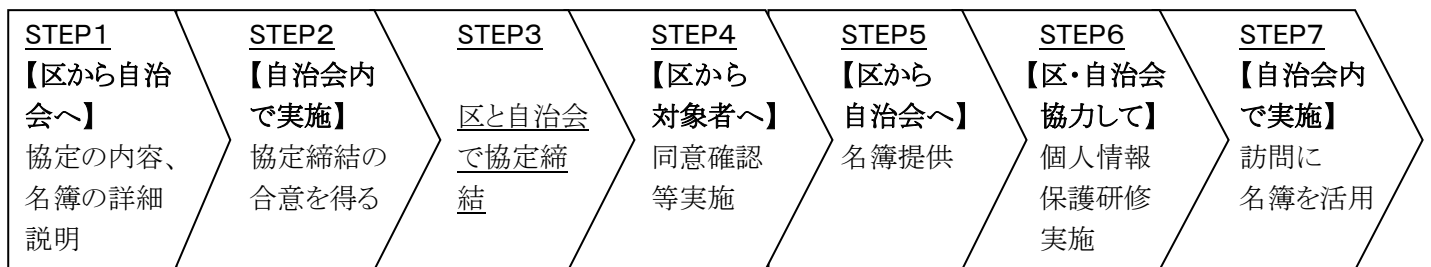 STEP1
【区から自治
会へ】
協定の内容、
名簿の詳細
説明
STEP2
【自治会内
で実施】
協定締結の
合意を得る
STEP3
区と自治会
で協定締
結
STEP4
【区から
対象者へ】
同意確認
等実施
STEP5
【区から
自治会へ】
名簿提供
STEP6
【区・自治会
協力して】
個人情報
保護研修
実施
STEP7
【自治会内
で実施】
訪問に
名簿を活用